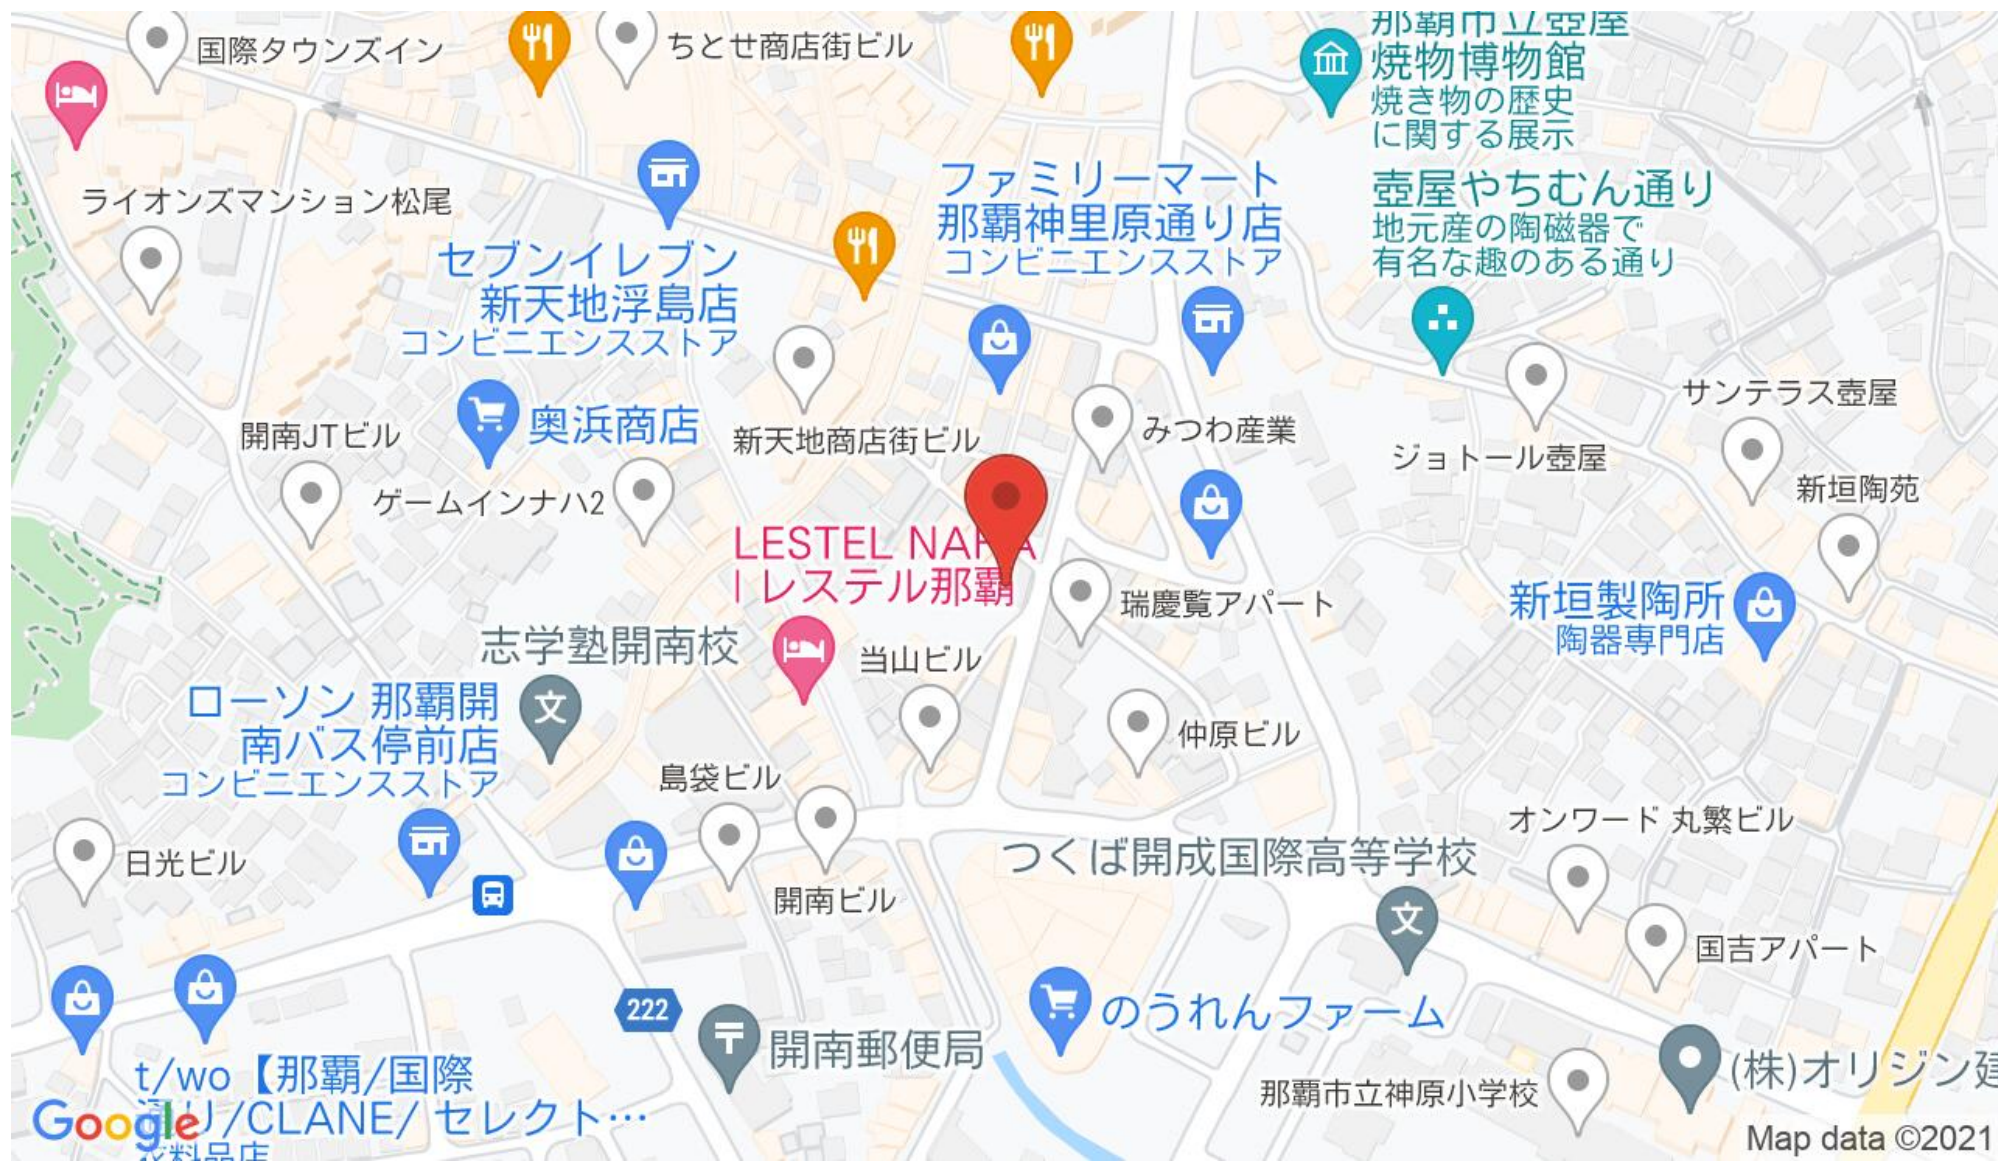 国際タウンズイン
ちとせ商店街ビル
那覇市立壺屋
焼物博物館
焼き物の歴史
に関する展示
ライオンズマンション松尾
ファミリーマート
那覇神里原通り店
コンビニエンスストア
壺屋やちむん通り
地元産の陶磁器で
有名な趣のある通り
セブンイレブン
新天地浮島店
コンビニエンスストア
サンテラス壺屋
奥浜商店
開南JTビル
新天地商店街ビル
みつわ産業
ジョトール壺屋
ゲームインナハ2
新垣陶苑
LESTEL NAHA
| レステル那覇
瑞慶覧アパート
新垣製陶所
陶器専門店
志学塾開南校
当山ビル
ローソン 那覇開
南バス停前店
コンビニエンスストア
仲原ビル
島袋ビル
オンワード 丸繁ビル
日光ビル
つくば開成国際高等学校
開南ビル
国吉アパート
222
のうれんファーム
開南郵便局
(株)オリジン建
t/wo【那覇/国際
通り/CLANE/ セレクト…
那覇市立神原小学校
Google
Map data ©2021